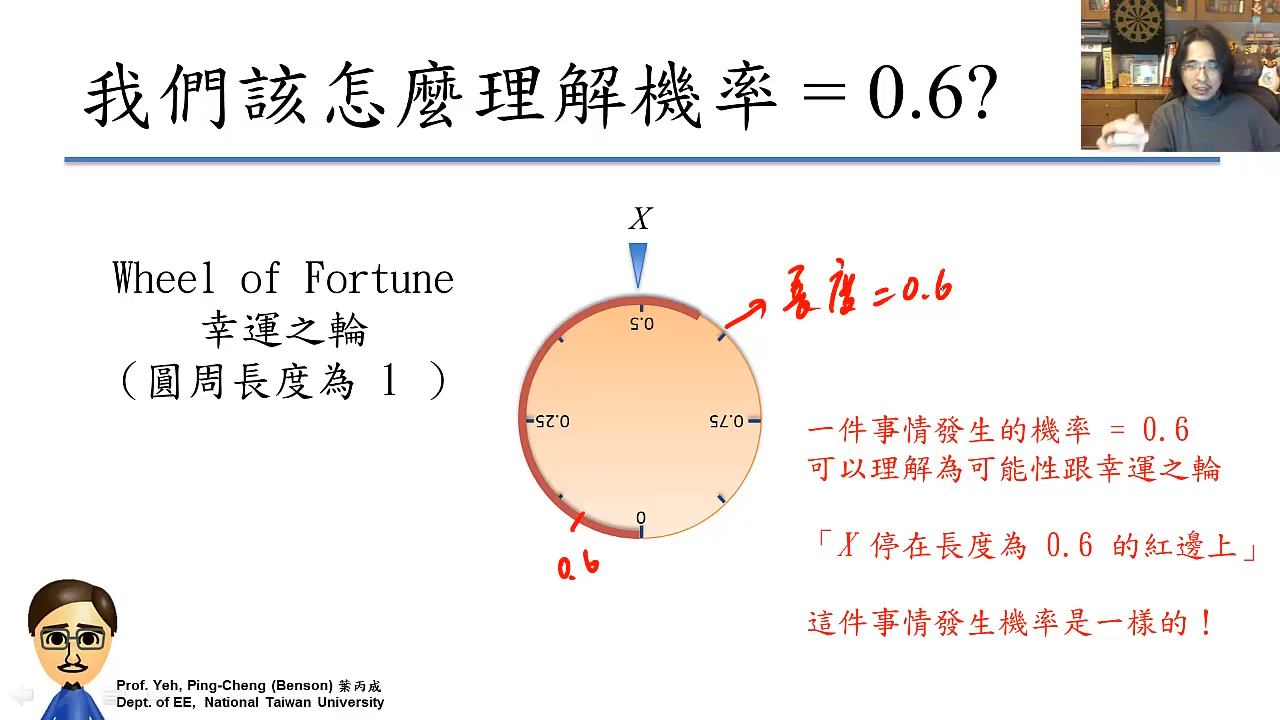 我們該怎麼理解機率 = 0.6?
Wheel of Fortune
幸運之輪
(圓周長度為 1 )
X
0.5
0.25
0.75
0
長度=0.6
0.6
一件事情發生的機率 = 0.6
可以理解為可能性跟幸運之輪
「X 停在長度為 0.6 的紅邊上」
這件事情發生機率是一樣的！
Prof. Yeh, Ping-Cheng (Benson) 葉丙成
Dept. of EE, National Taiwan University